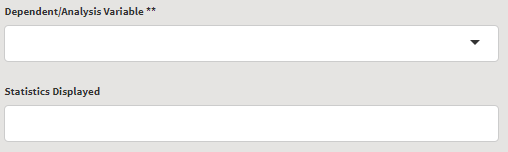 Dependent/Analysis Variable **
Statistics Displayed